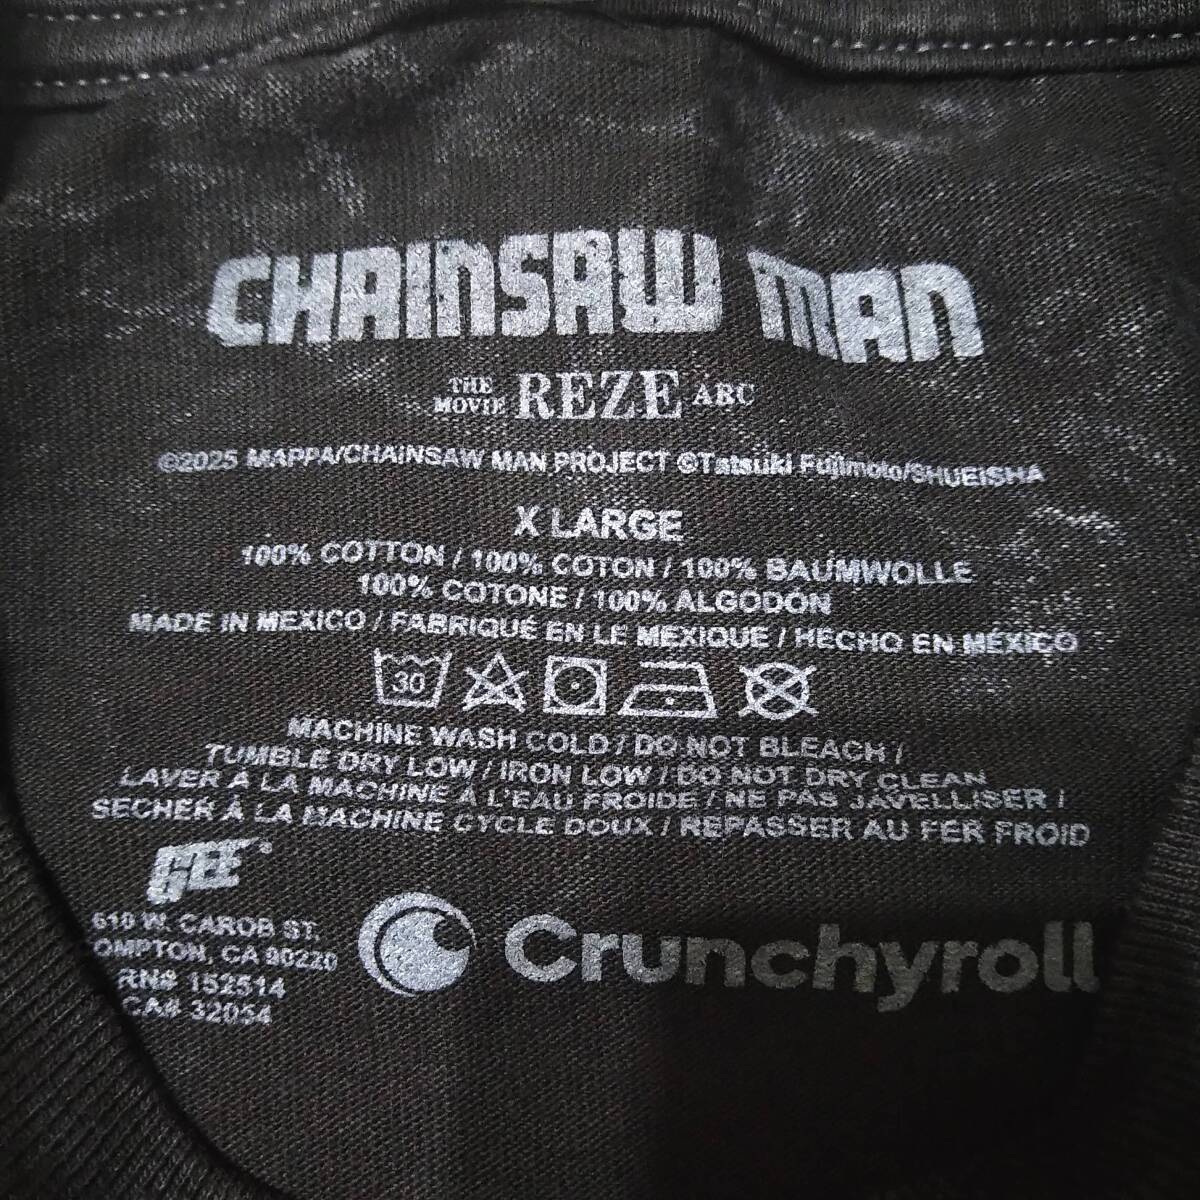 CHAINSAW MAN
THE MOVIE REZE ARC
©2025 MAPPA/CHAINSAW MAN PROJECT ©Tatsuki Fujimoto/SHUEISHA
X LARGE
100% COTTON / 100% COTON / 100% BAUMWOLLE
100% COTONE / 100% ALGODÓN
MADE IN MEXICO / FABRIQUÉ EN LE MEXIQUE / HECHO EN MÉXICO
30
MACHINE WASH COLD / DO NOT BLEACH /
TUMBLE DRY LOW / IRON LOW / DO NOT DRY CLEAN
LAVER À LA MACHINE À L'EAU FROIDE / NE PAS JAVELLISER /
SECHER À LA MACHINE CYCLE DOUX / REPASSER AU FER FROID
GEE
610 W. CAROB ST.
COMPTON, CA 90220
RN# 152514
CA# 32054
Crunchyroll